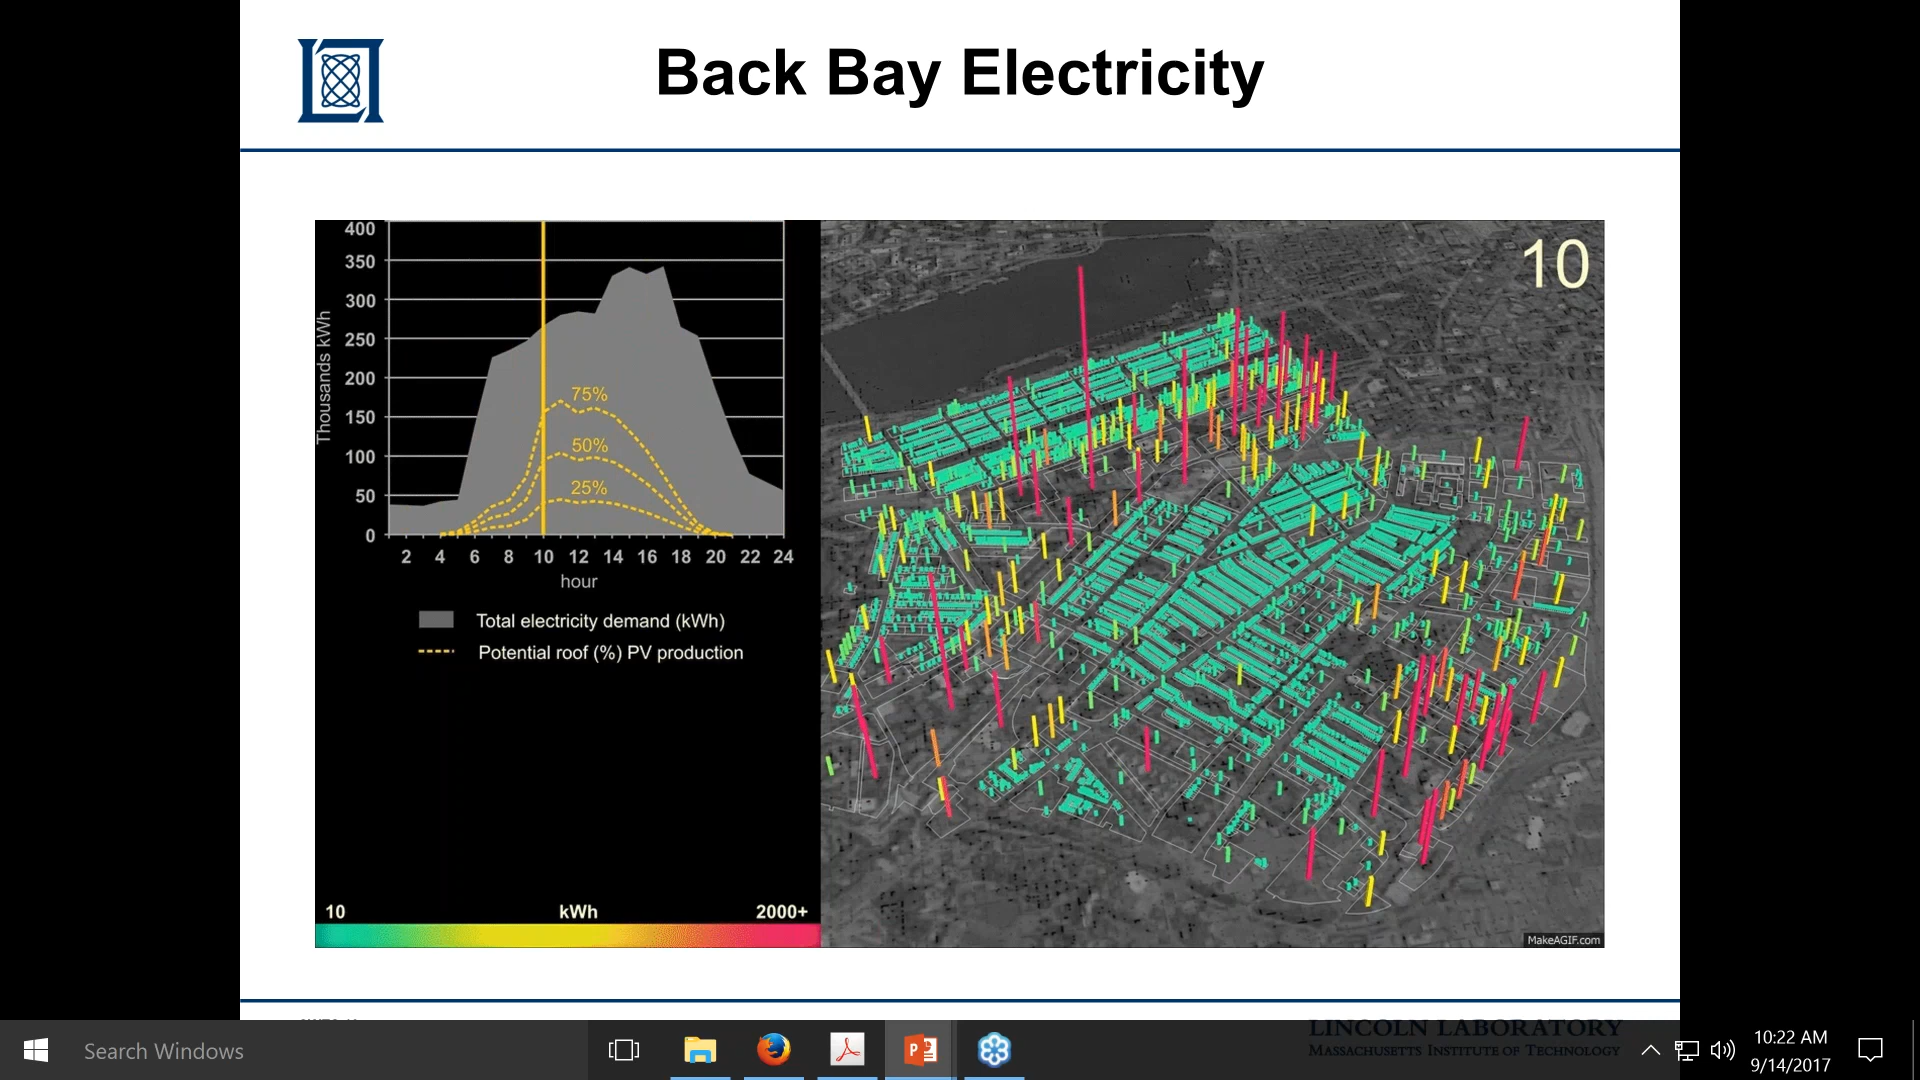 Back Bay Electricity
400
350
300
250
200
150
100
50
0
Thousands kWh
75%
50%
25%
2 4 6 8 10 12 14 16 18 20 22 24
hour
Total electricity demand (kWh)
Potential roof (%) PV production
10 kWh 2000+
10
MakeAGIF.com
LINCOLN LABORATORY
MASSACHUSETTS INSTITUTE OF TECHNOLOGY
Search Windows
10:22 AM
9/14/2017